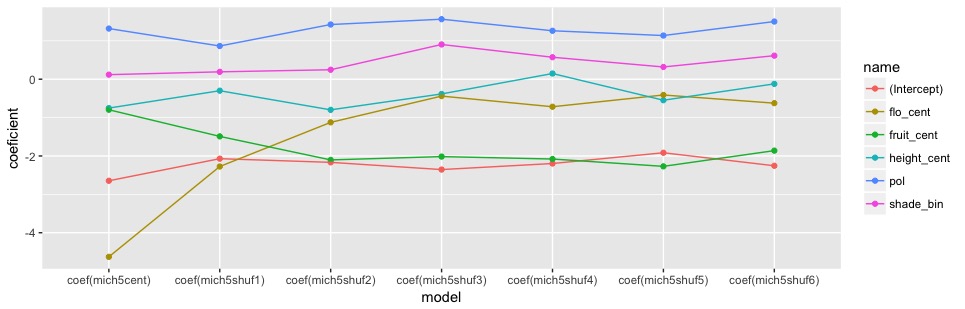 0
-2
-4
coeficient
coef(mich5cent) coef(mich5shuf1) coef(mich5shuf2) coef(mich5shuf3) coef(mich5shuf4) coef(mich5shuf5) coef(mich5shuf6)
model
name
(Intercept)
flo_cent
fruit_cent
height_cent
pol
shade_bin